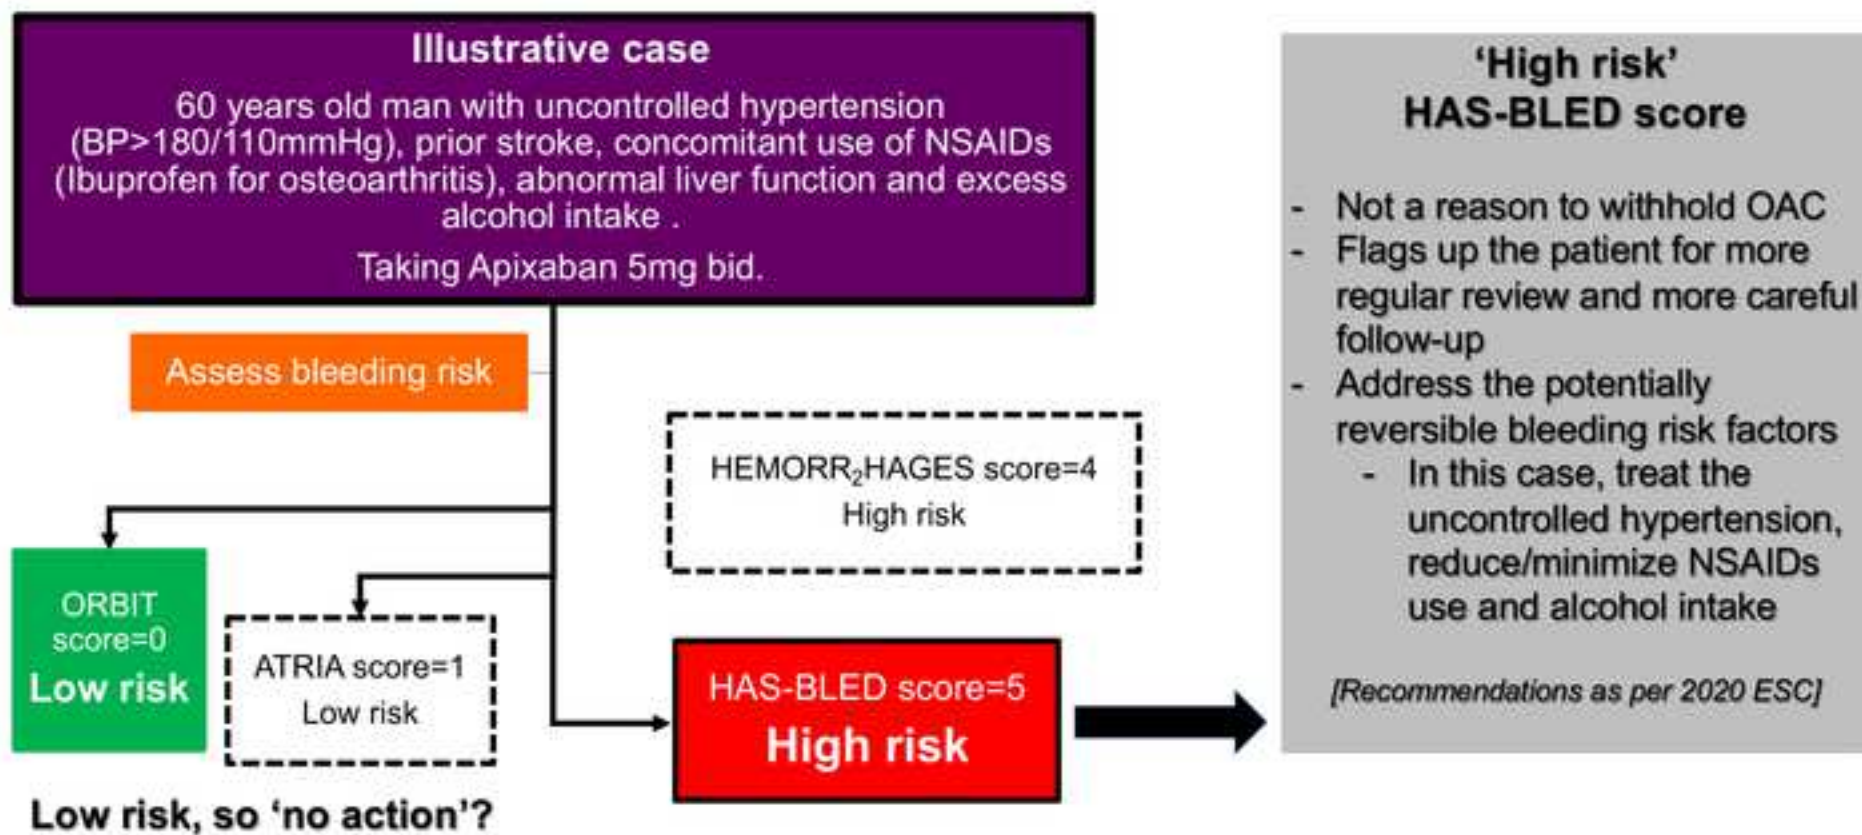 Illustrative case
60 years old man with uncontrolled hypertension
(BP>180/110mmHg), prior stroke, concomitant use of NSAIDs
(Ibuprofen for osteoarthritis), abnormal liver function and excess
alcohol intake .
Taking Apixaban 5mg bid.
Assess bleeding risk
HEMORR₂HAGES score=4
High risk
ORBIT
score=0
Low risk
ATRIA score=1
Low risk
HAS-BLED score=5
High risk
Low risk, so ‘no action’?
‘High risk’
HAS-BLED score
- Not a reason to withhold OAC
- Flags up the patient for more
regular review and more careful
follow-up
- Address the potentially
reversible bleeding risk factors
- In this case, treat the
uncontrolled hypertension,
reduce/minimize NSAIDs
use and alcohol intake
[Recommendations as per 2020 ESC]